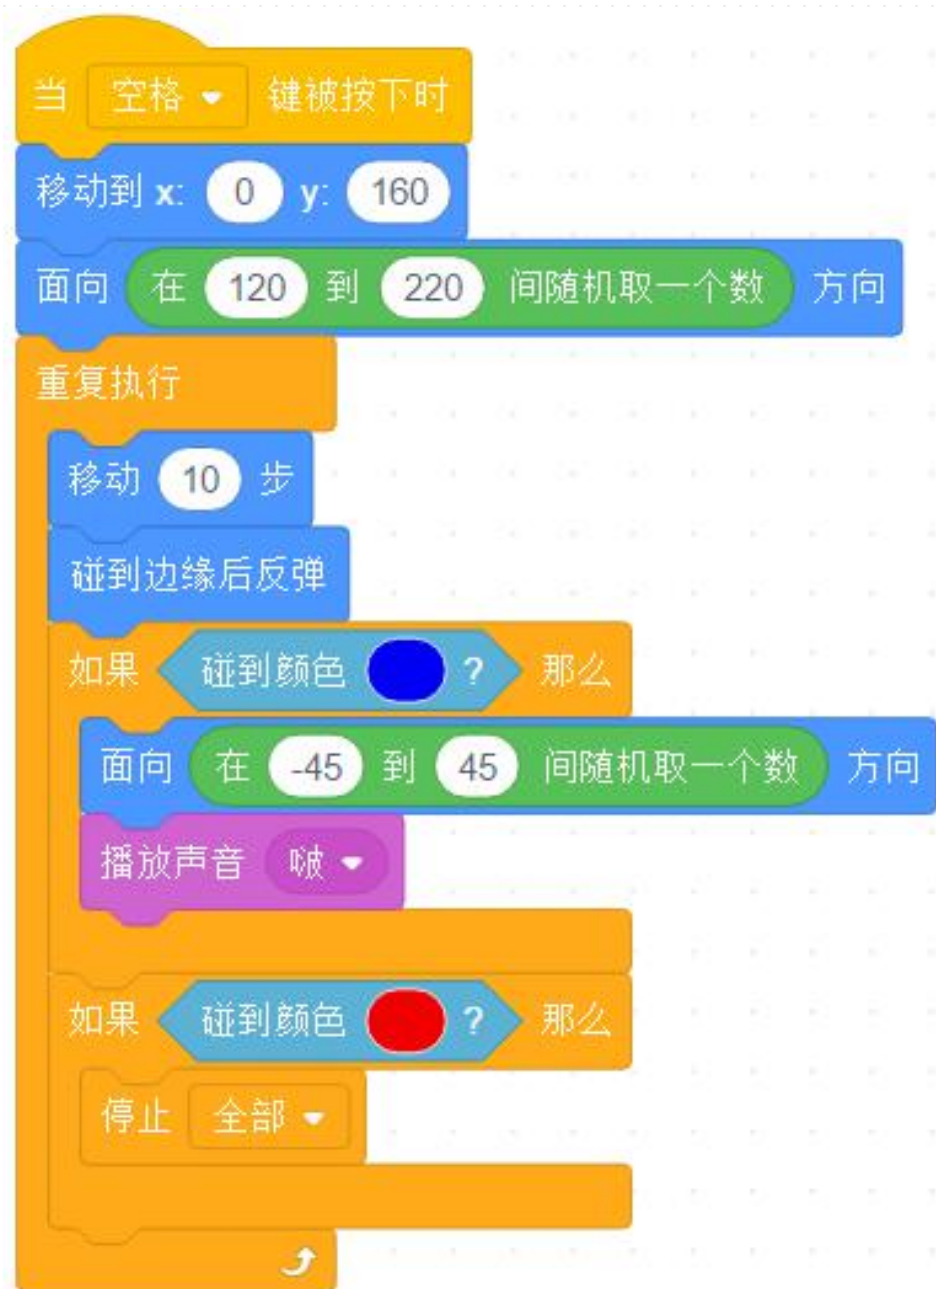 当 空格 键被按下时
移动到 x: 0 y: 160
面向 在 120 到 220 间随机取一个数 方向
重复执行
移动 10 步
碰到边缘后反弹
如果 碰到颜色 ? 那么
面向 在 -45 到 45 间随机取一个数 方向
播放声音 啵
如果 碰到颜色 ? 那么
停止 全部